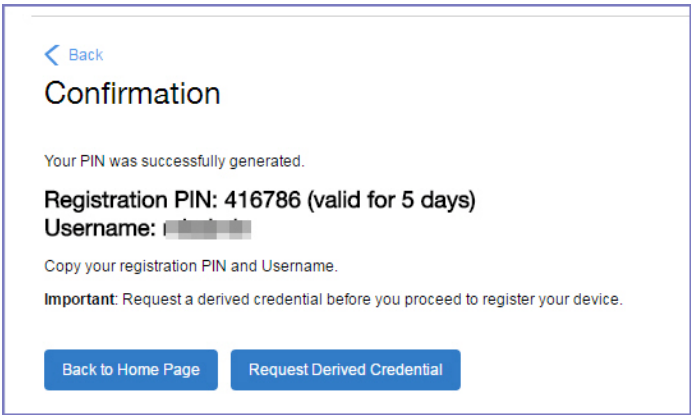 Back
Confirmation
Your PIN was successfully generated.
Registration PIN: 416786 (valid for 5 days)
Username:
Copy your registration PIN and Username.
Important: Request a derived credential before you proceed to register your device.
Back to Home Page
Request Derived Credential